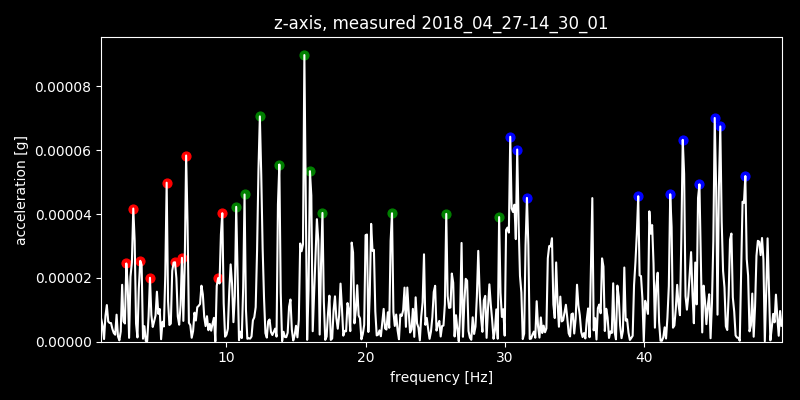 z-axis, measured 2018_04_27-14_30_01
0.00008
0.00006
0.00004
0.00002
0.00000
acceleration [g]
10 20 30 40
frequency [Hz]